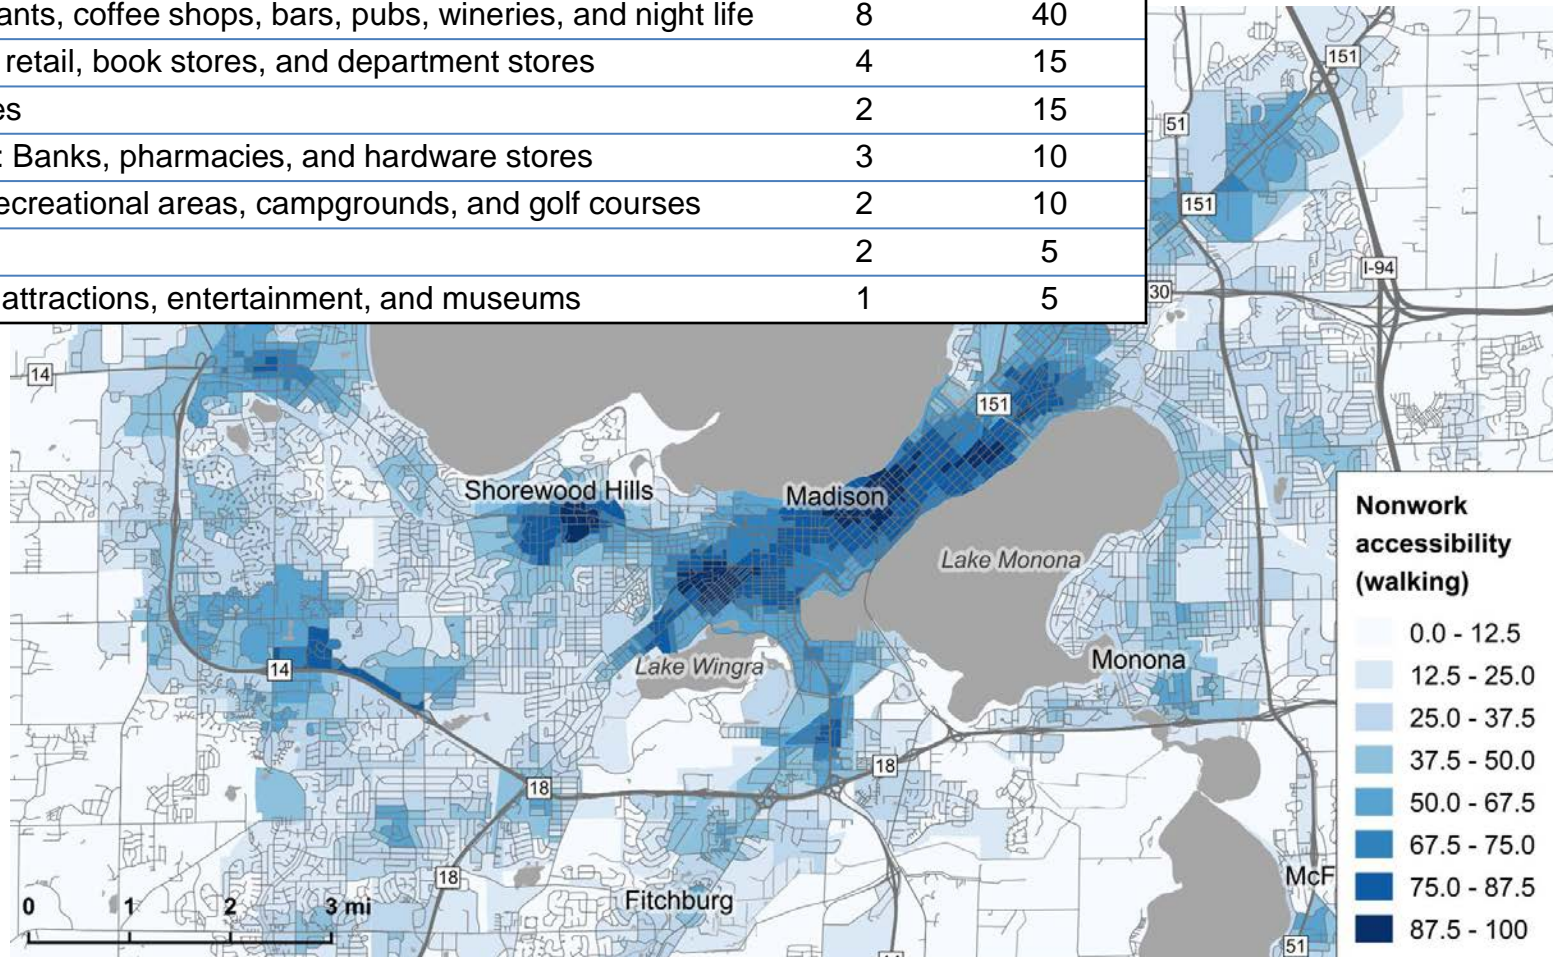 ants, coffee shops, bars, pubs, wineries, and night life 8 40
retail, book stores, and department stores 4 15
es 2 15
: Banks, pharmacies, and hardware stores 3 10
ecreational areas, campgrounds, and golf courses 2 10
2 5
attractions, entertainment, and museums 1 5
151
51
151
I-94
30
14
151
Shorewood Hills
Madison
Lake Monona
Nonwork
accessibility
(walking)
0.0 - 12.5
12.5 - 25.0
25.0 - 37.5
37.5 - 50.0
50.0 - 67.5
67.5 - 75.0
75.0 - 87.5
87.5 - 100
14
Lake Wingra
Monona
18
18
18
Fitchburg
McF
51
0 1 2 3 mi